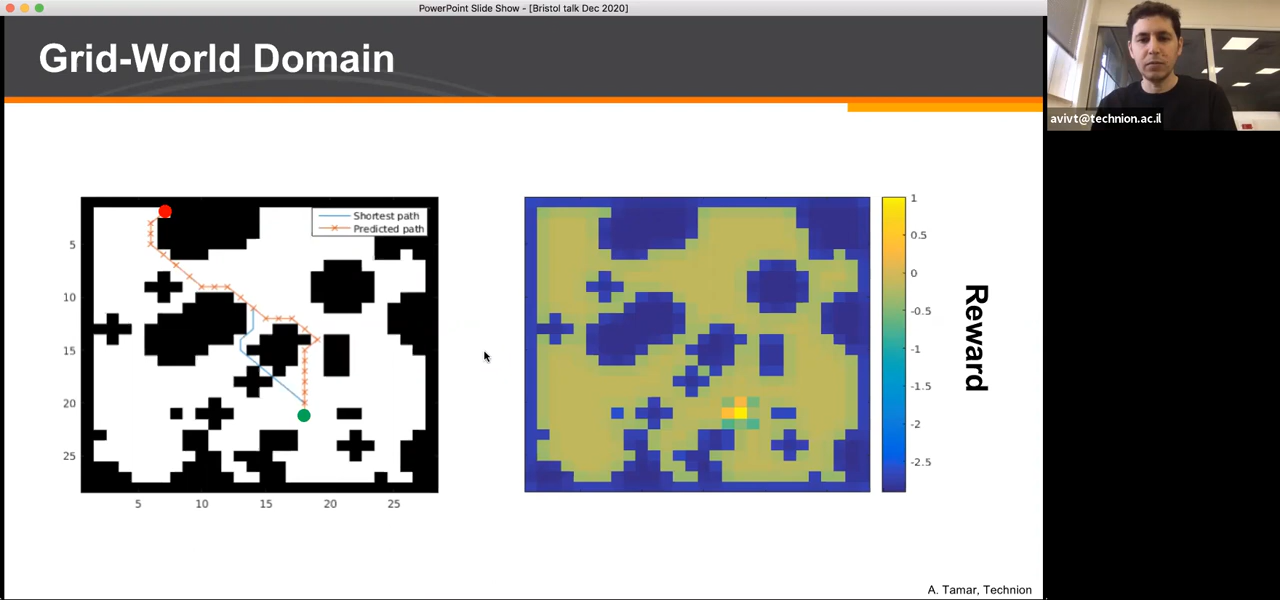 PowerPoint Slide Show - [Bristol talk Dec 2020]
Grid-World Domain
avivt@technion.ac.il
Shortest path
Predicted path
5
10
15
20
25
5
10
15
20
25
1
0.5
0
-0.5
-1
-1.5
-2
-2.5
Reward
A. Tamar, Technion